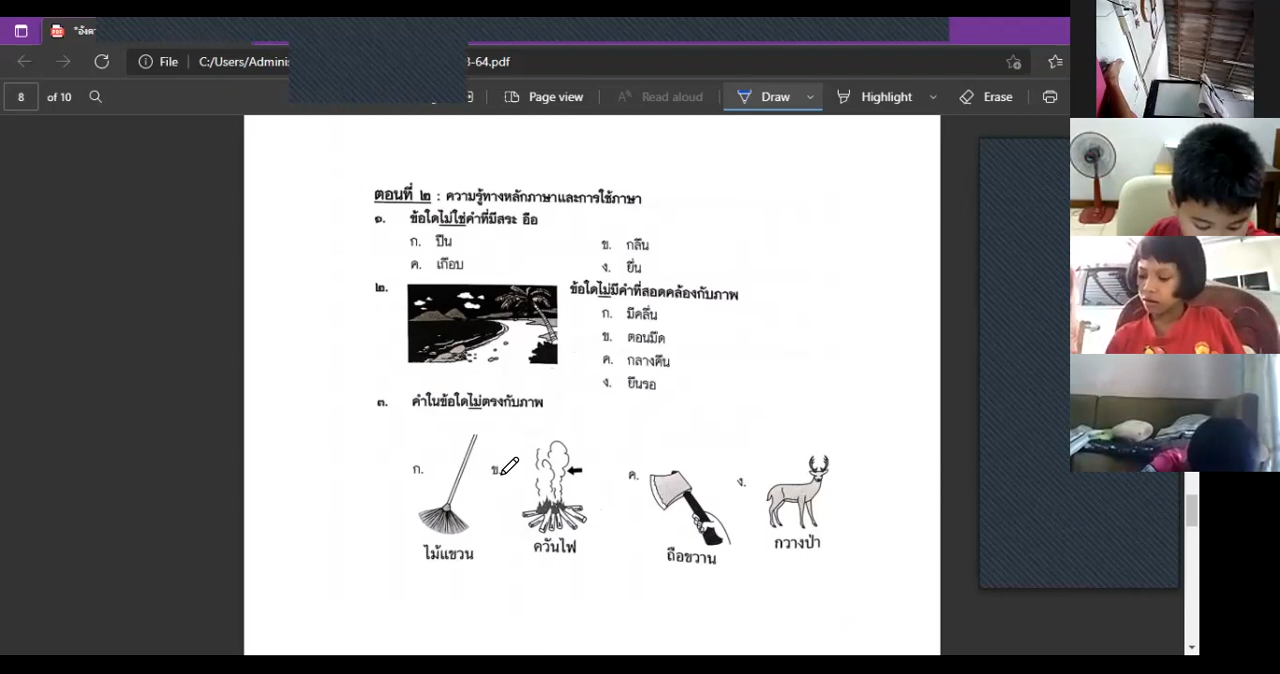 File
C:/Users/Adminis
3-64.pdf
8 of 10
Page view
Read aloud
Draw
Highlight
Erase
ตอนที่ ๒ : ความรู้ทางหลักภาษาและการใช้ภาษา
๑. ข้อใดไม่ใช่คำที่มีสระ อือ
ก. ปืน ข. กลืน
ค. เกือบ ง. ยื่น
๒. ข้อใดไม่มีคำที่สอดคล้องกับภาพ
ก. มีคลื่น
ข. ตอนมืด
ค. กลางคืน
ง. ยืนรอ
๓. คำในข้อใดไม่ตรงกับภาพ
ก. ข. ค. ง.
ไม้แขวน ควันไฟ ถือขวาน กวางป่า